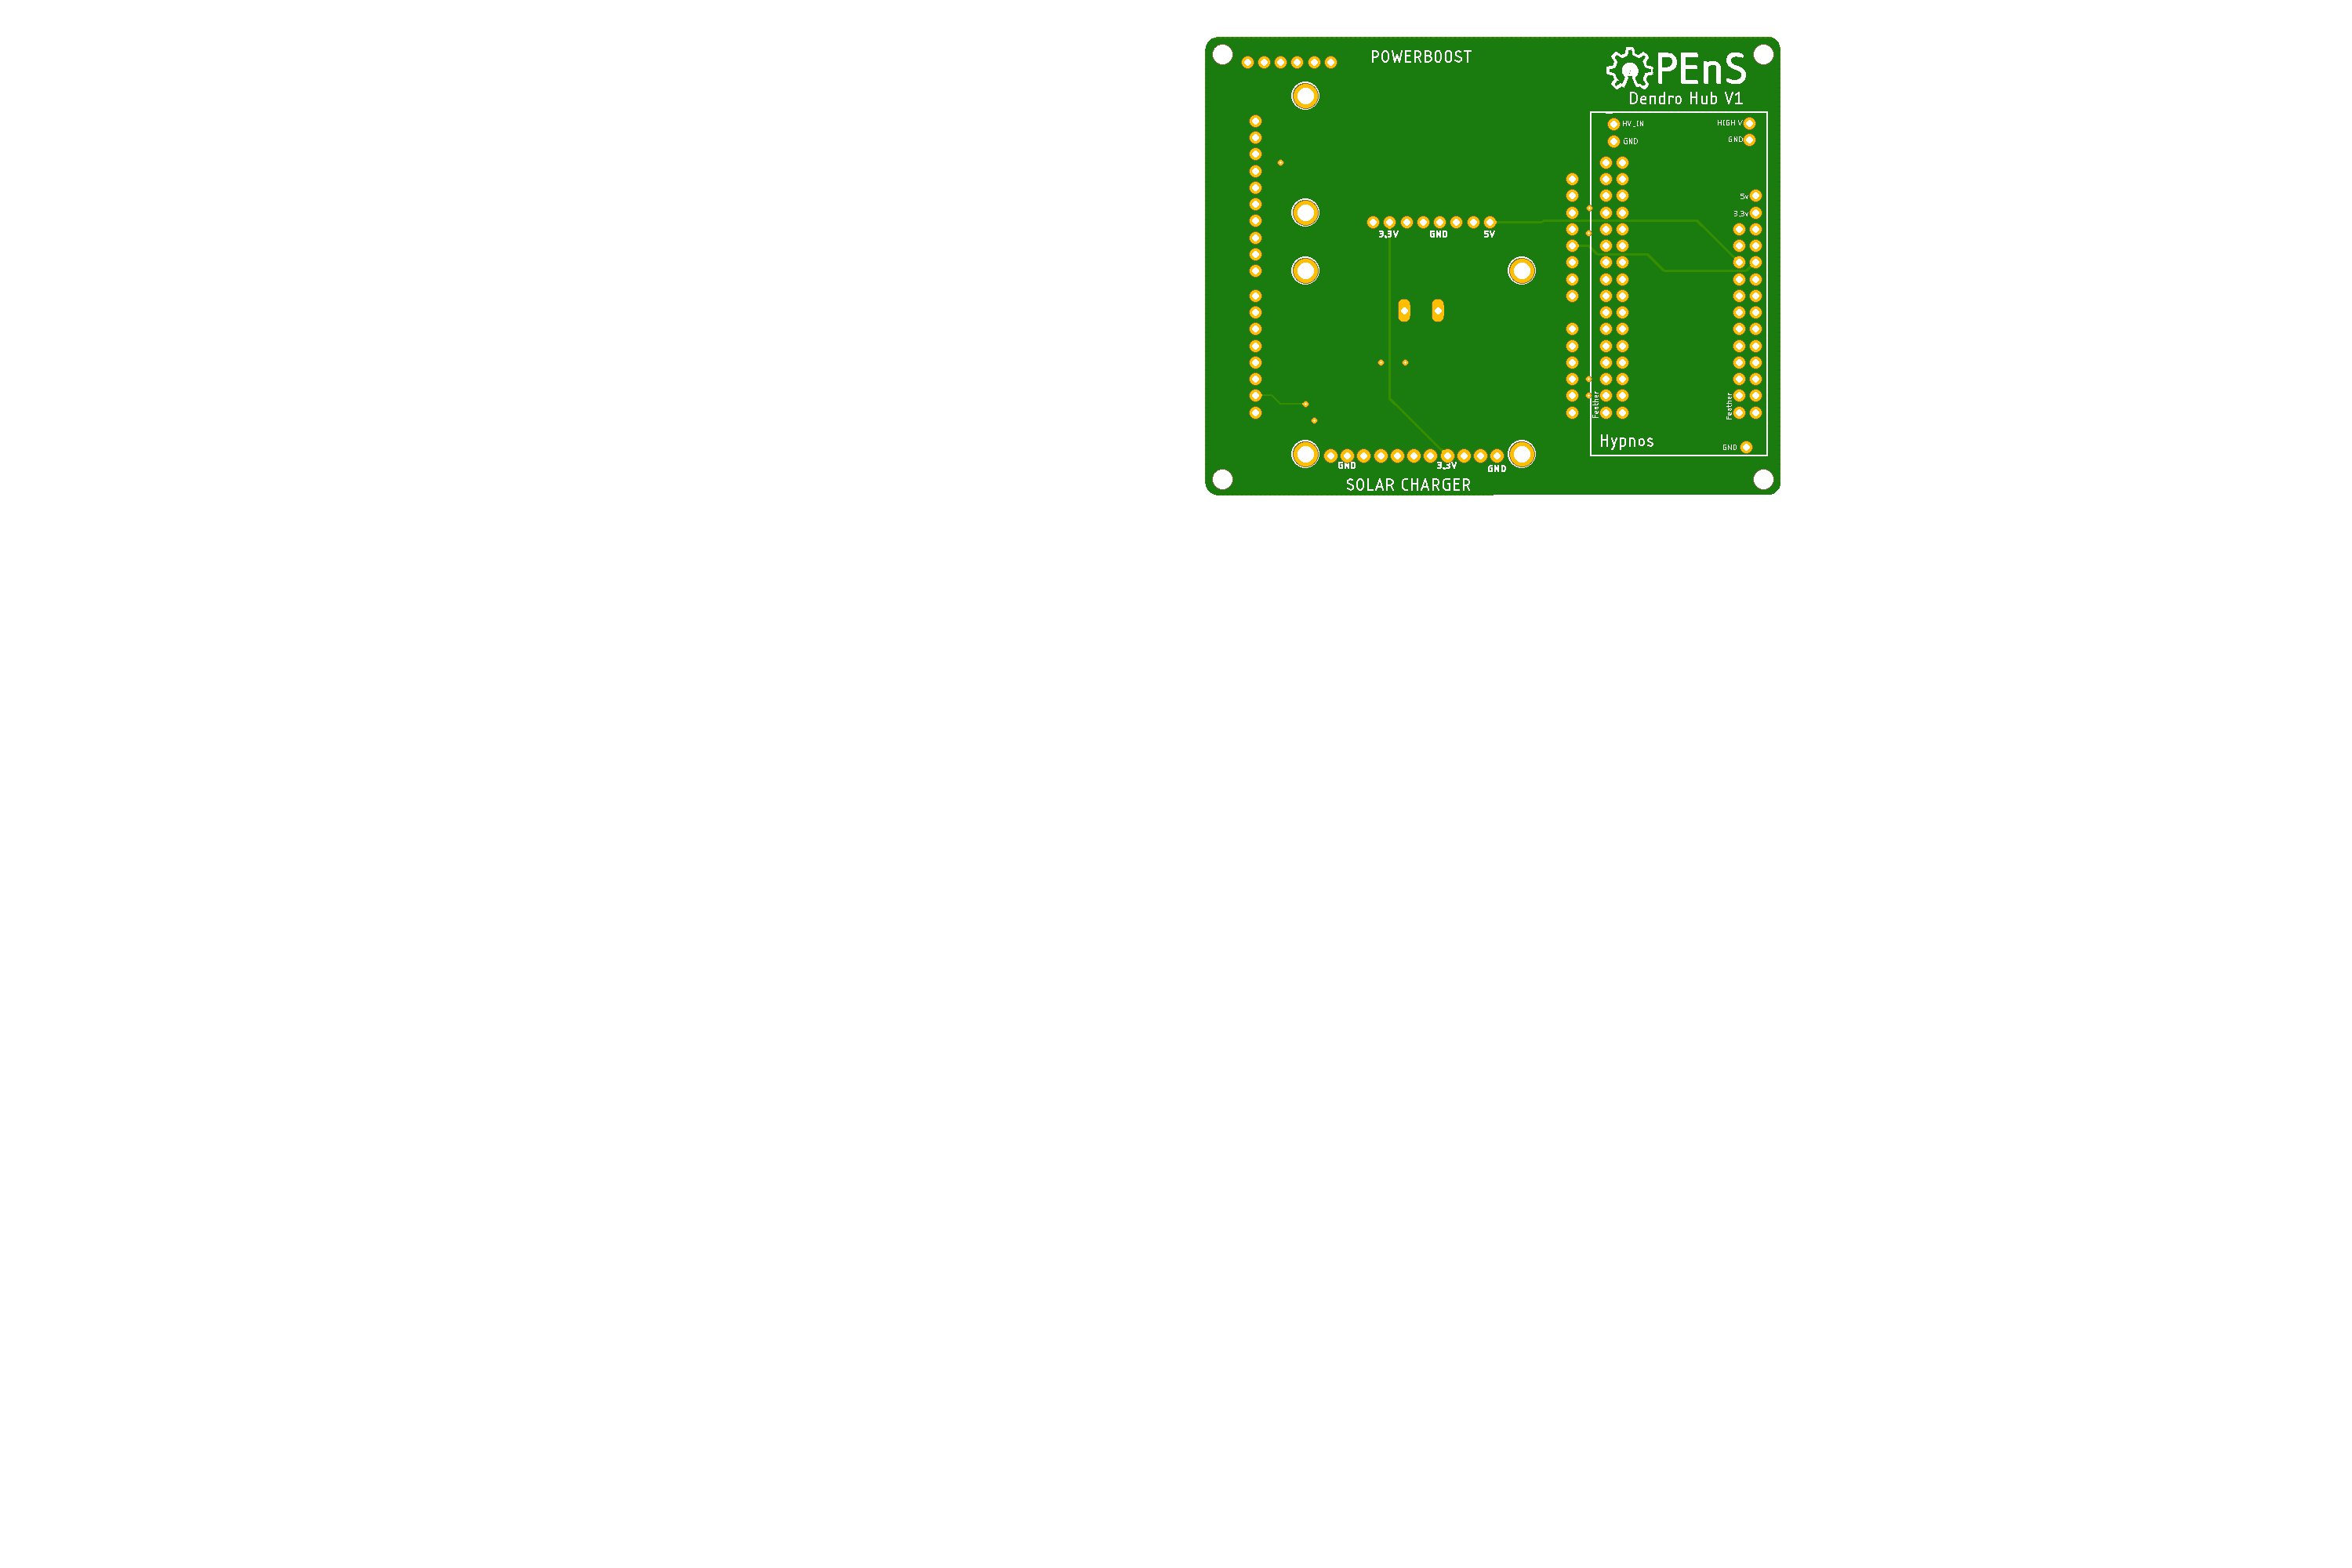 POWERBOOST
PEnS
Dendro Hub V1
HV_IN
HIGH V
GND
GND
5v
3.3v
3.3V
GND
5V
Feather
Feather
Hypnos
GND
GND
3.3V
GND
SOLAR CHARGER